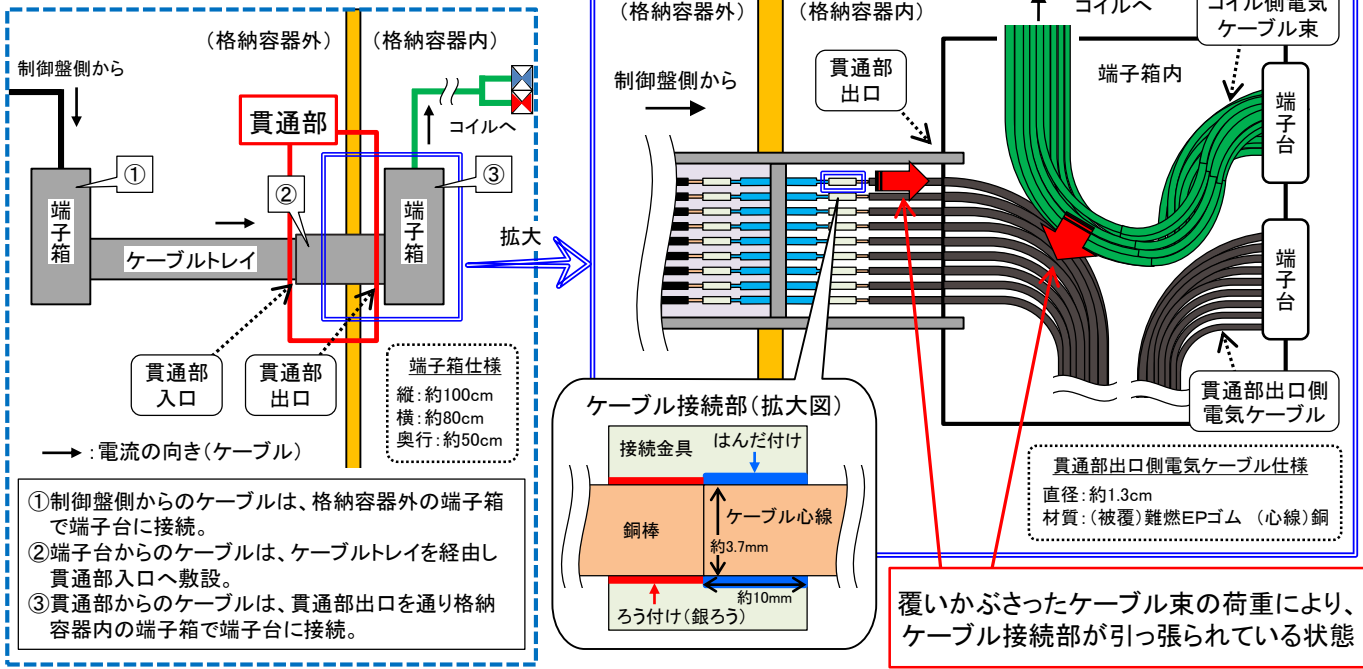 (格納容器外)
(格納容器内)
制御盤側から
貫通部
コイルへ
①
②
③
端子箱
端子箱
ケーブルトレイ
拡大
貫通部
入口
貫通部
出口
端子箱仕様
縦:約100cm
横:約80cm
奥行:約50cm
:電流の向き(ケーブル)
①制御盤側からのケーブルは、格納容器外の端子箱
で端子台に接続。
②端子台からのケーブルは、ケーブルトレイを経由し
貫通部入口へ敷設。
③貫通部からのケーブルは、貫通部出口を通り格納
容器内の端子箱で端子台に接続。
(格納容器外)
(格納容器内)
コイルへ
コイル側電気
ケーブル束
制御盤側から
貫通部
出口
端子箱内
端子台
端子台
貫通部出口側
電気ケーブル
ケーブル接続部(拡大図)
接続金具
はんだ付け
銅棒
ケーブル心線
約3.7mm
約10mm
ろう付け(銀ろう)
貫通部出口側電気ケーブル仕様
直径:約1.3cm
材質:(被覆)難燃EPゴム (心線)銅
覆いかぶさったケーブル束の荷重により、
ケーブル接続部が引っ張られている状態